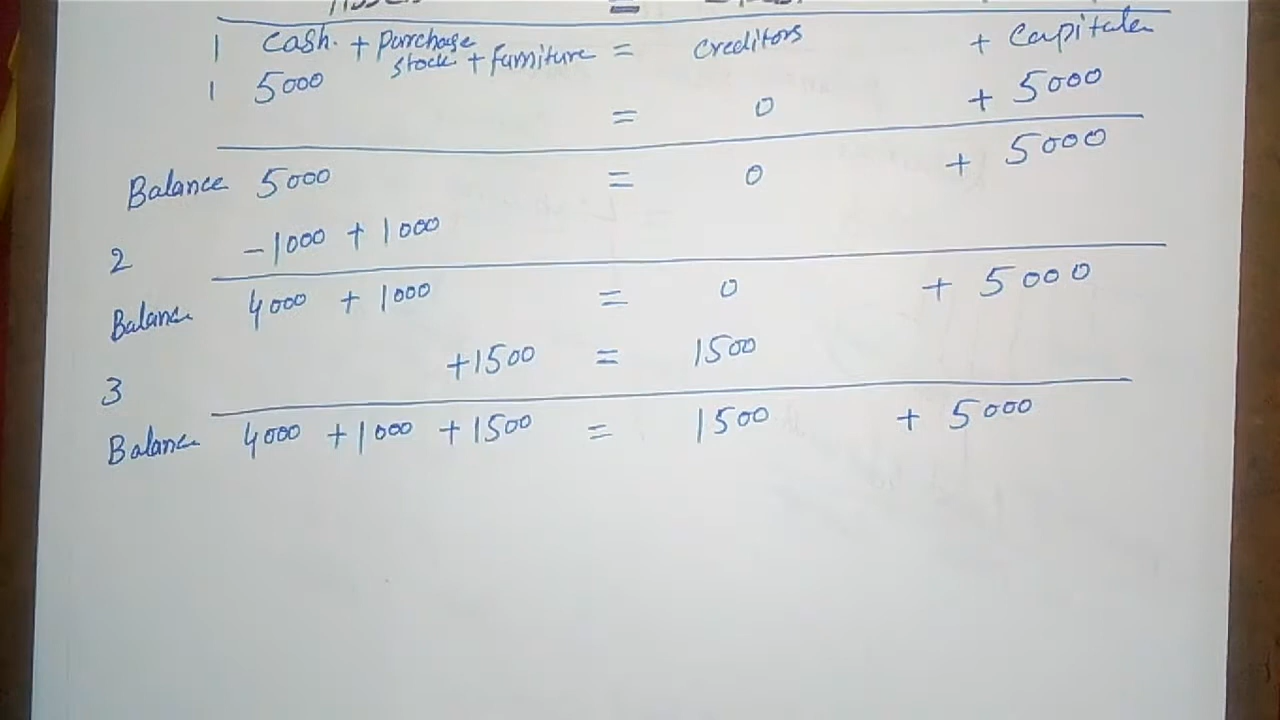 =
1 cash. + purchase stock + furniture = creditors + capital
1 5000 = 0 + 5000
Balance 5000 = 0 + 5000
2 -1000 + 1000
Balance 4000 + 1000 = 0 + 5000
3 +1500 = 1500
Balance 4000 + 1000 + 1500 = 1500 + 5000